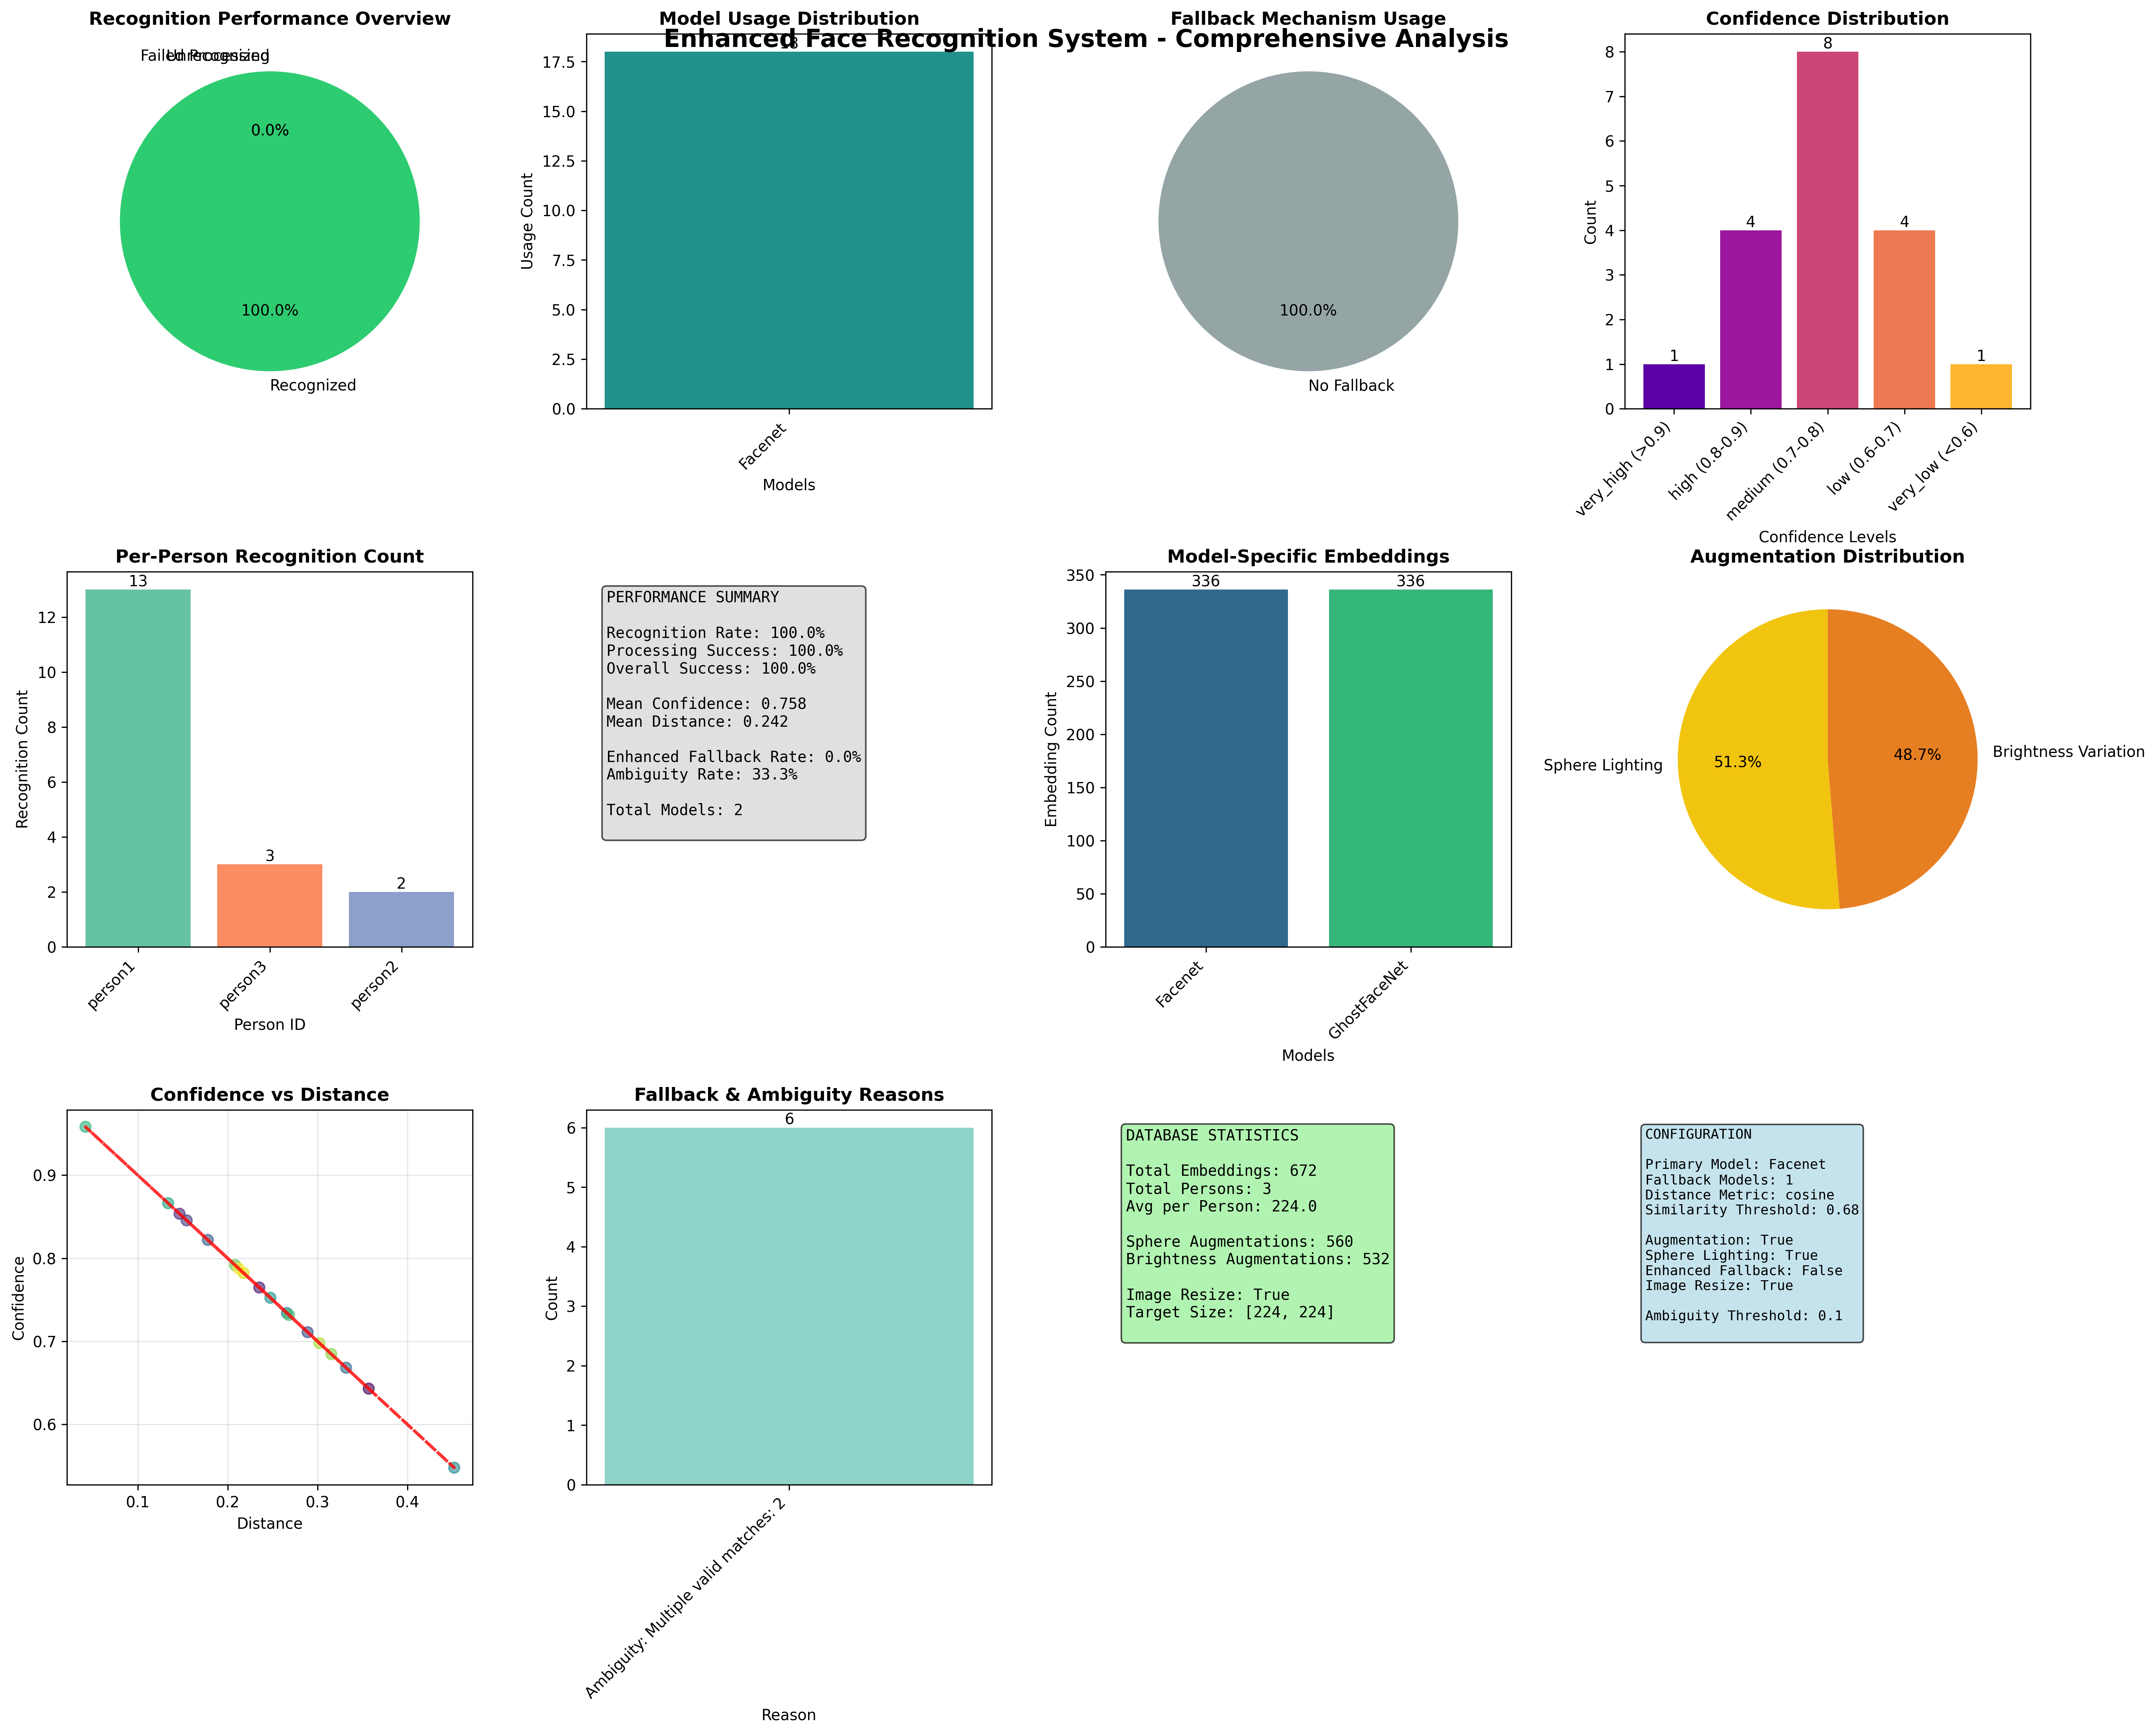 Enhanced Face Recognition System - Comprehensive Analysis
Recognition Performance Overview
Failed Processing
Unrecognized
0.0%
100.0%
Recognized
Model Usage Distribution
18
17.5
15.0
12.5
10.0
7.5
5.0
2.5
0.0
Usage Count
Facenet
Models
Fallback Mechanism Usage
100.0%
No Fallback
Confidence Distribution
8
7
6
5
4
3
2
1
0
Count
1
4
8
4
1
very_high (>0.9)
high (0.8-0.9)
medium (0.7-0.8)
low (0.6-0.7)
very_low (<0.6)
Confidence Levels
Per-Person Recognition Count
12
10
8
6
4
2
0
Recognition Count
13
3
2
person1
person3
person2
Person ID
PERFORMANCE SUMMARY
Recognition Rate: 100.0%
Processing Success: 100.0%
Overall Success: 100.0%
Mean Confidence: 0.758
Mean Distance: 0.242
Enhanced Fallback Rate: 0.0%
Ambiguity Rate: 33.3%
Total Models: 2
Model-Specific Embeddings
350
300
250
200
150
100
50
0
Embedding Count
336
336
Facenet
GhostFaceNet
Models
Augmentation Distribution
Sphere Lighting
51.3%
48.7%
Brightness Variation
Confidence vs Distance
0.9
0.8
0.7
0.6
Confidence
0.1
0.2
0.3
0.4
Distance
Fallback & Ambiguity Reasons
6
5
4
3
2
1
0
Count
6
Ambiguity: Multiple valid matches: 2
Reason
DATABASE STATISTICS
Total Embeddings: 672
Total Persons: 3
Avg per Person: 224.0
Sphere Augmentations: 560
Brightness Augmentations: 532
Image Resize: True
Target Size: [224, 224]
CONFIGURATION
Primary Model: Facenet
Fallback Models: 1
Distance Metric: cosine
Similarity Threshold: 0.68
Augmentation: True
Sphere Lighting: True
Enhanced Fallback: False
Image Resize: True
Ambiguity Threshold: 0.1